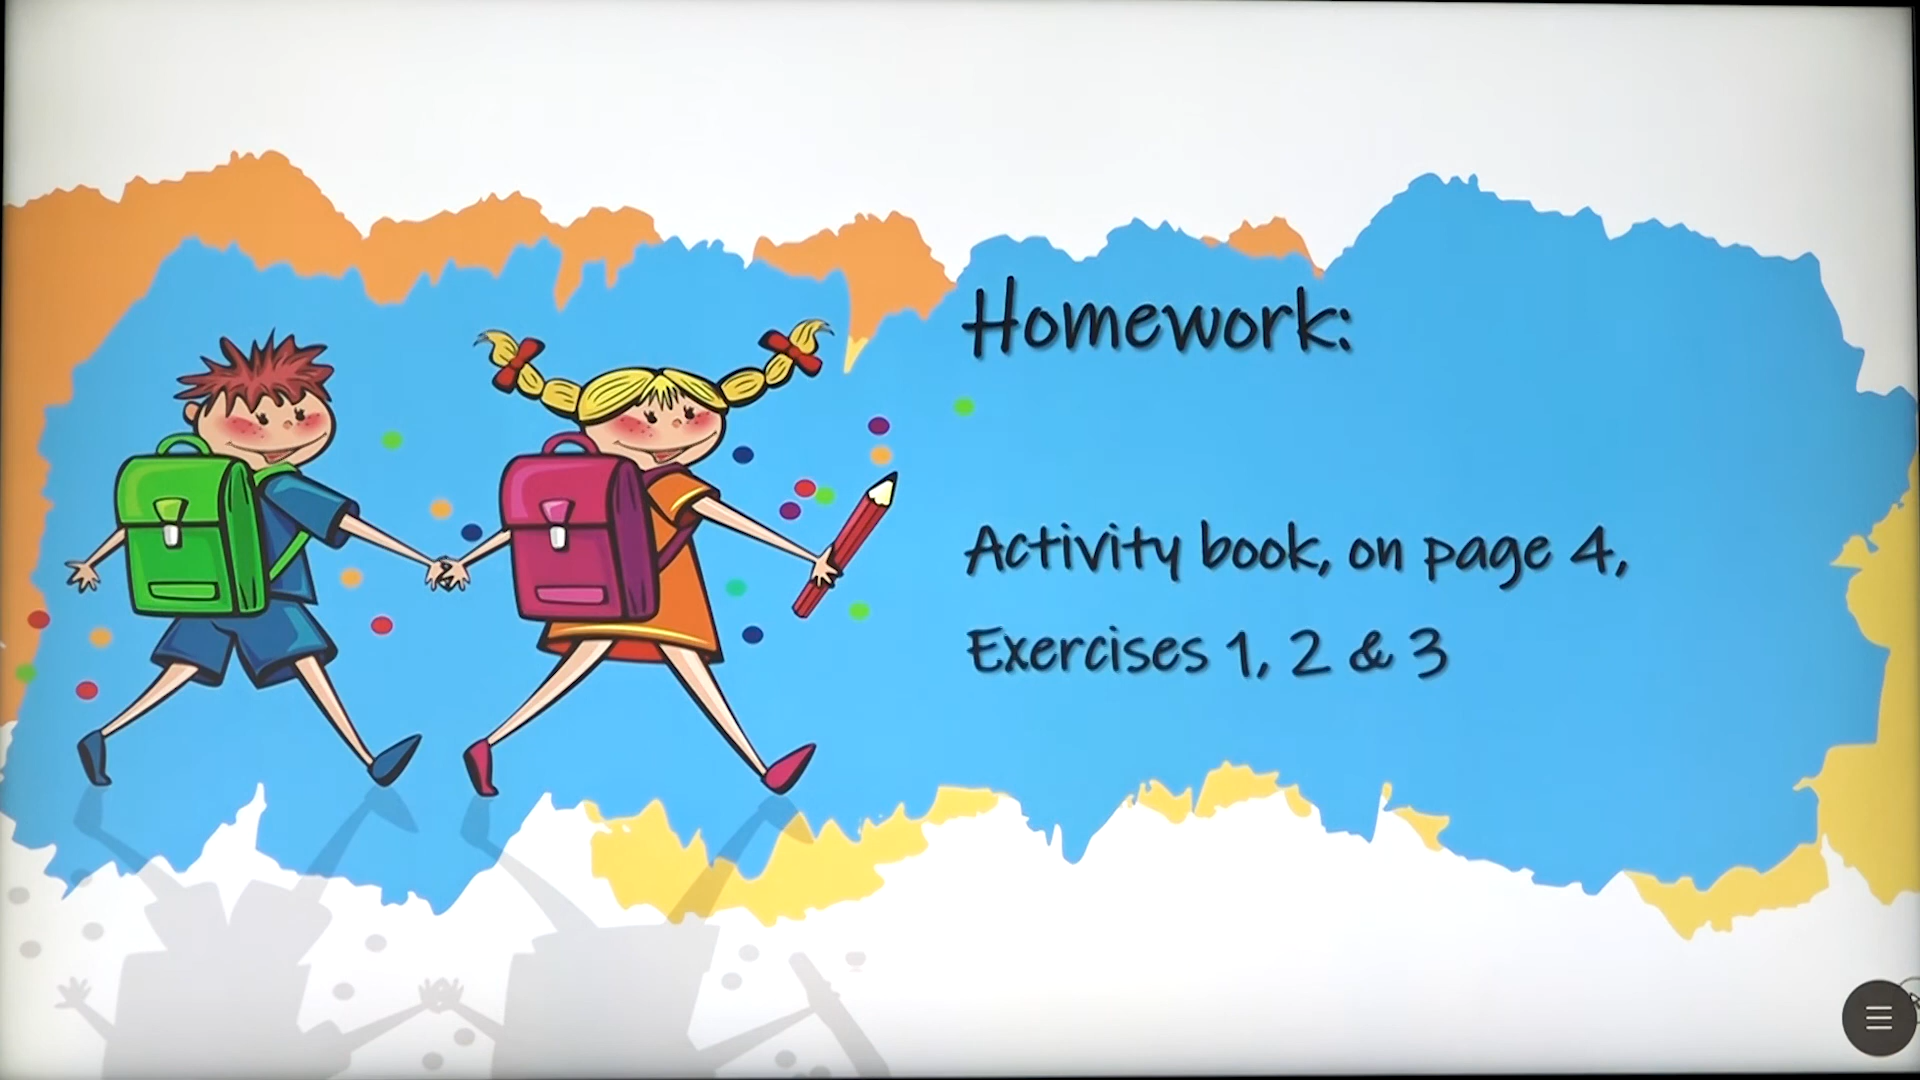 Homework:
Activity book, on page 4,
Exercises 1, 2 & 3